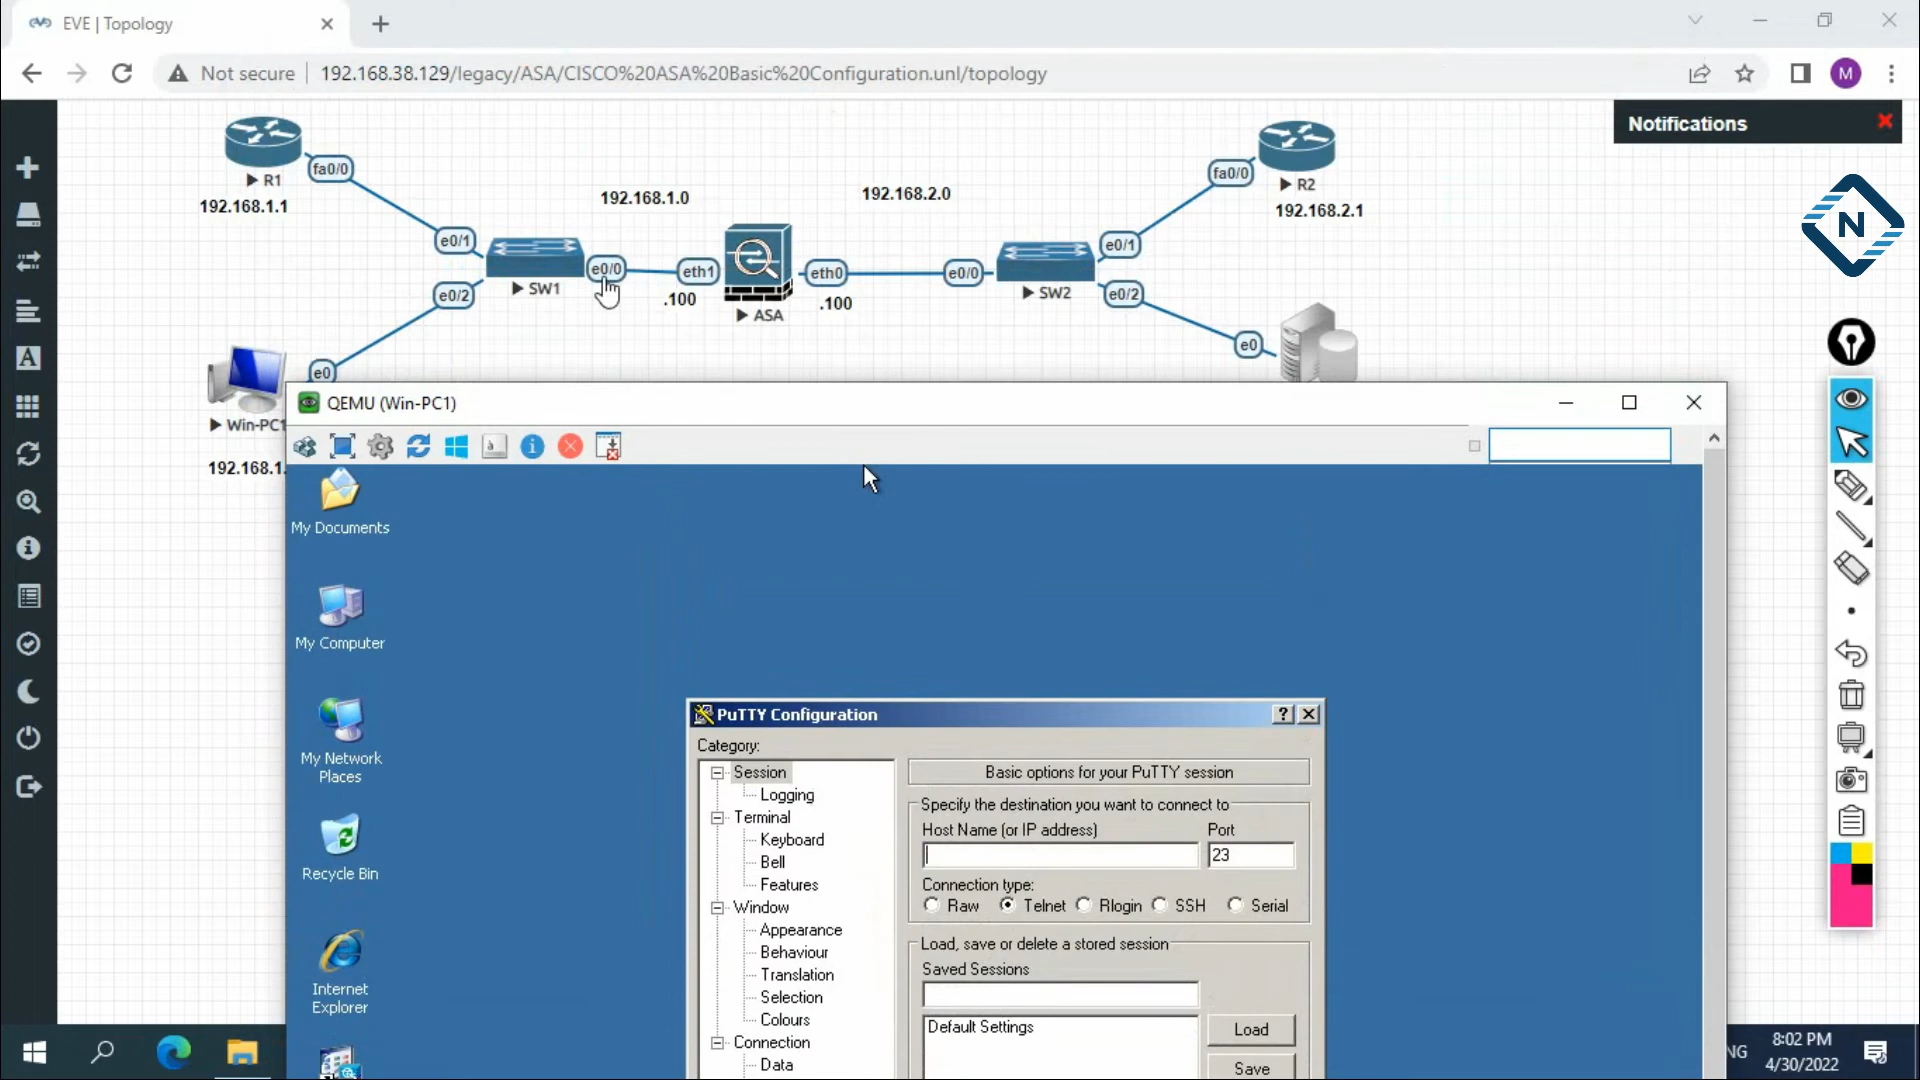 EVE | Topology
Not secure
192.168.38.129/legacy/ASA/CISCO%20ASA%20Basic%20Configuration.unl/topology
M
Notifications
N
R1
fa0/0
192.168.1.1
192.168.1.0
192.168.2.0
fa0/0
R2
192.168.2.1
e0/1
e0/0
SW1
e0/2
eth1
.100
ASA
eth0
.100
e0/0
SW2
e0/1
e0/2
e0
e0
Win-PC1
192.168.1.
QEMU (Win-PC1)
My Documents
My Computer
My Network
Places
Recycle Bin
Internet
Explorer
PuTTY Configuration
Category:
Session
Logging
Terminal
Keyboard
Bell
Features
Window
Appearance
Behaviour
Translation
Selection
Colours
Connection
Data
Basic options for your PuTTY session
Specify the destination you want to connect to
Host Name (or IP address)
Port
23
Connection type:
Raw
Telnet
Rlogin
SSH
Serial
Load, save or delete a stored session
Saved Sessions
Default Settings
Load
Save
NG
8:02 PM
4/30/2022